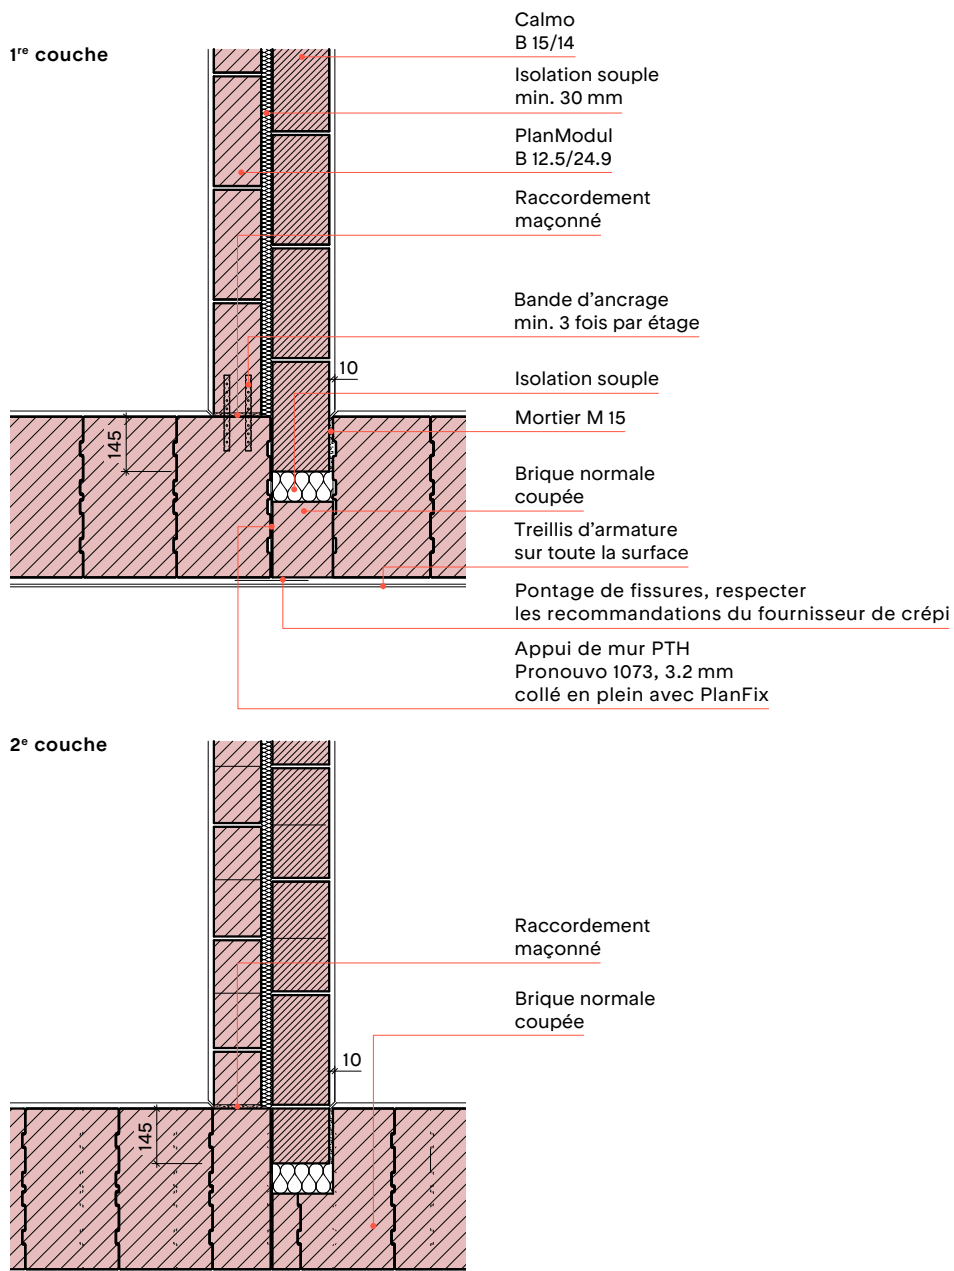 1re couche
Calmo
B 15/14
Isolation souple
min. 30 mm
PlanModul
B 12.5/24.9
Raccordement
maçonné
Bande d’ancrage
min. 3 fois par étage
10
Isolation souple
Mortier M 15
145
Brique normale
coupée
Treillis d’armature
sur toute la surface
Pontage de fissures, respecter
les recommandations du fournisseur de crépi
Appui de mur PTH
Pronouvo 1073, 3.2 mm
collé en plein avec PlanFix
2e couche
Raccordement
maçonné
Brique normale
coupée
10
145